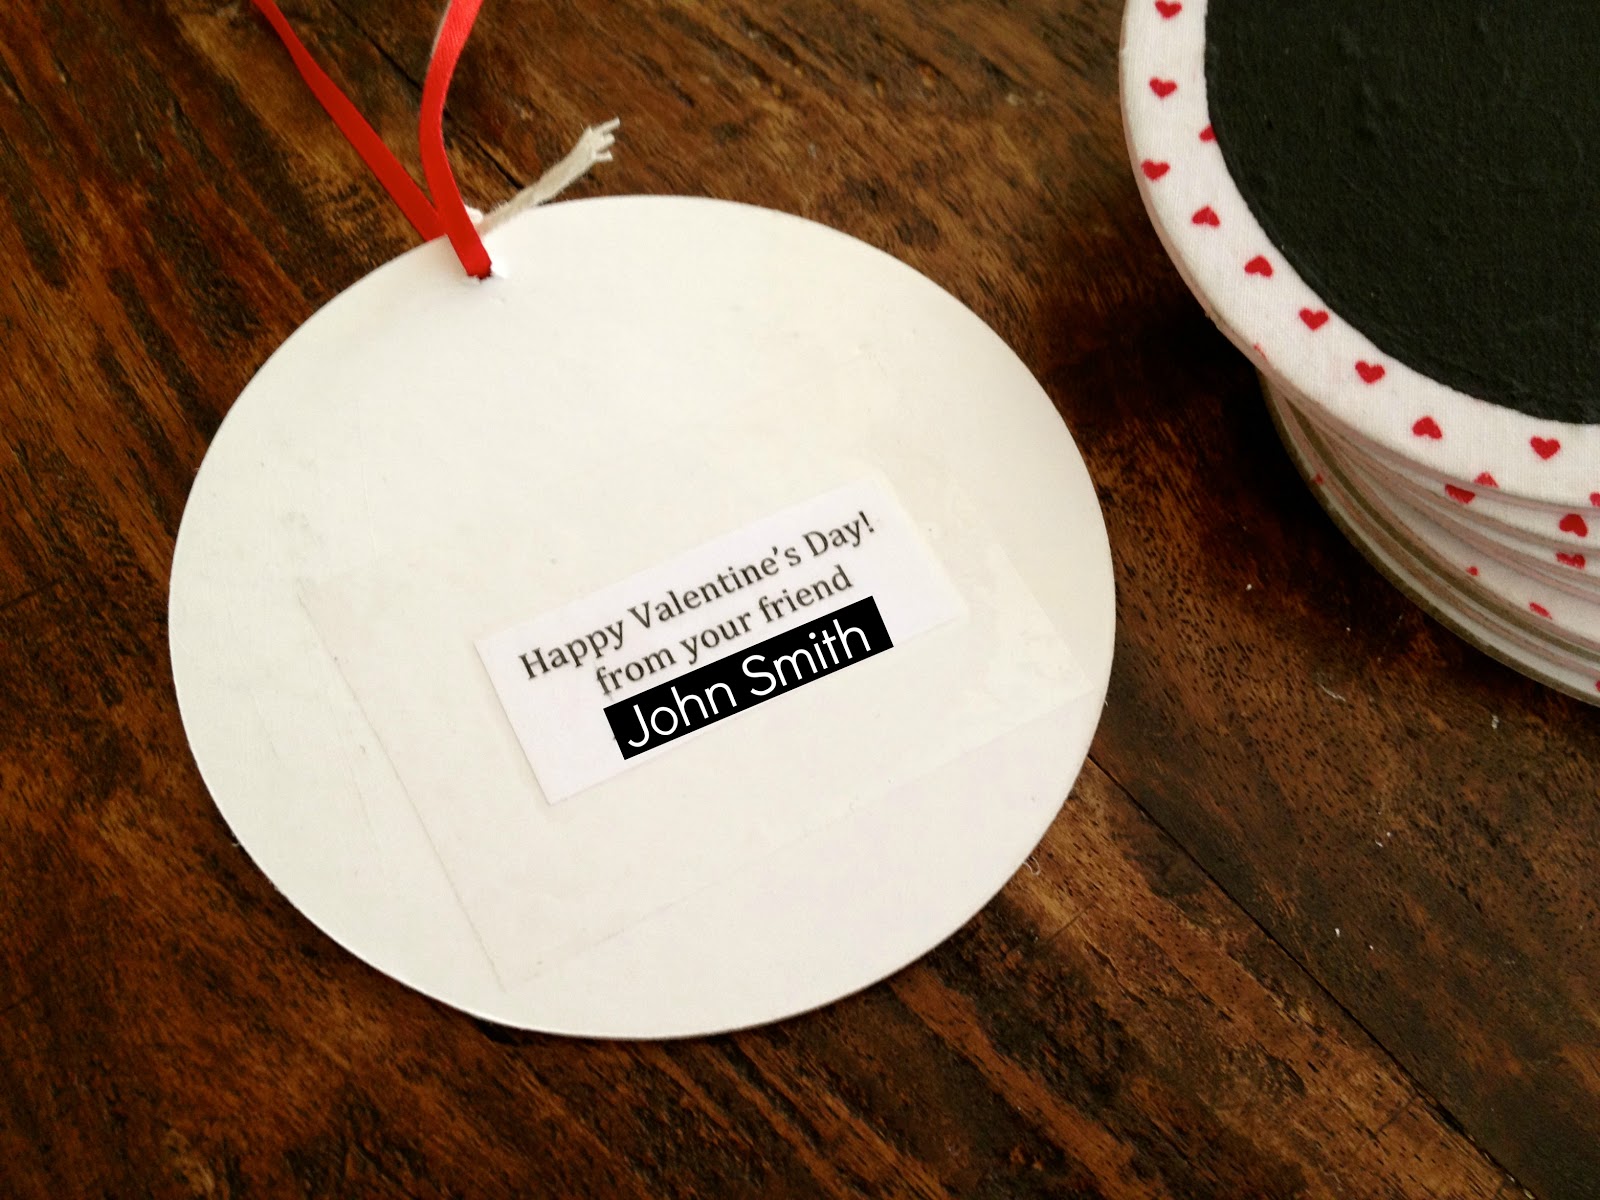 Happy Valentine's Day!
from your friend
John Smith